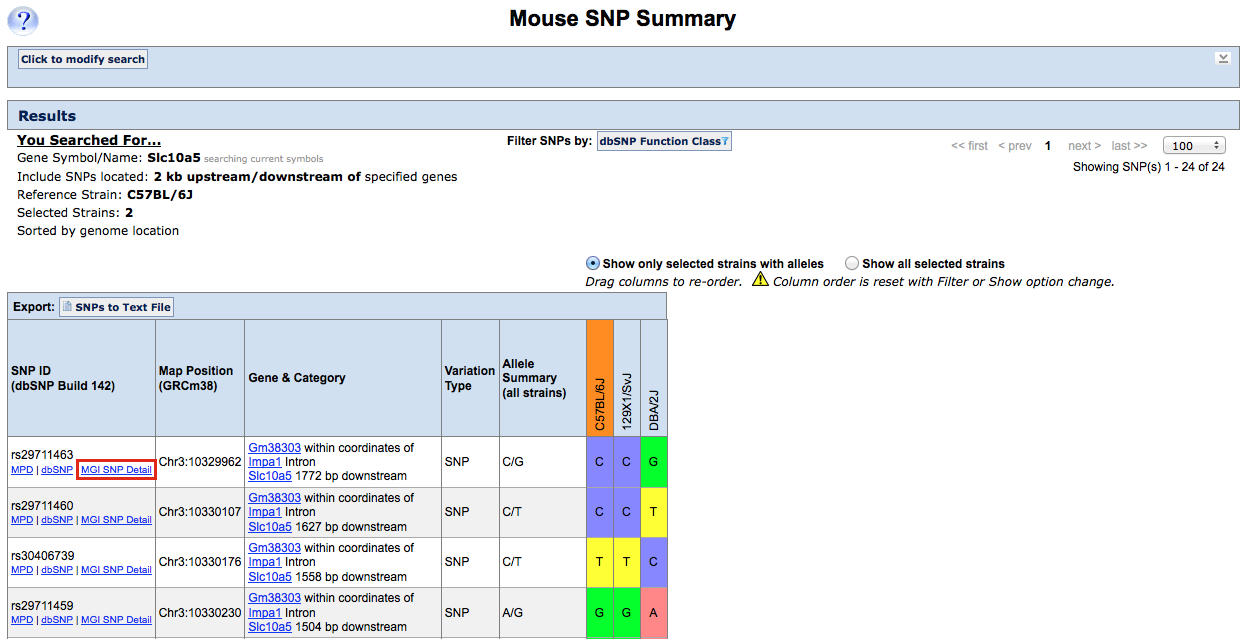 ?
Mouse SNP Summary
Click to modify search
Results
You Searched For...
Gene Symbol/Name: Slc10a5 searching current symbols
Include SNPs located: 2 kb upstream/downstream of specified genes
Reference Strain: C57BL/6J
Selected Strains: 2
Sorted by genome location
Filter SNPs by: dbSNP Function Class
<< first < prev 1 next > last >> 100
Showing SNP(s) 1 - 24 of 24
Show only selected strains with alleles Show all selected strains
Drag columns to re-order. Column order is reset with Filter or Show option change.
Export: SNPs to Text File
SNP ID
(dbSNP Build 142)
Map Position
(GRCm38)
Gene & Category
Variation
Type
Allele
Summary
(all strains)
C57BL/6J
129X1/SvJ
DBA/2J
rs29711463
MPD | dbSNP | MGI SNP Detail
Chr3:10329962
Gm38303 within coordinates of
Impa1 Intron
Slc10a5 1772 bp downstream
SNP
C/G
C C G
rs29711460
MPD | dbSNP | MGI SNP Detail
Chr3:10330107
Gm38303 within coordinates of
Impa1 Intron
Slc10a5 1627 bp downstream
SNP
C/T
C C T
rs30406739
MPD | dbSNP | MGI SNP Detail
Chr3:10330176
Gm38303 within coordinates of
Impa1 Intron
Slc10a5 1558 bp downstream
SNP
C/T
T T C
rs29711459
MPD | dbSNP | MGI SNP Detail
Chr3:10330230
Gm38303 within coordinates of
Impa1 Intron
Slc10a5 1504 bp downstream
SNP
A/G
G G A